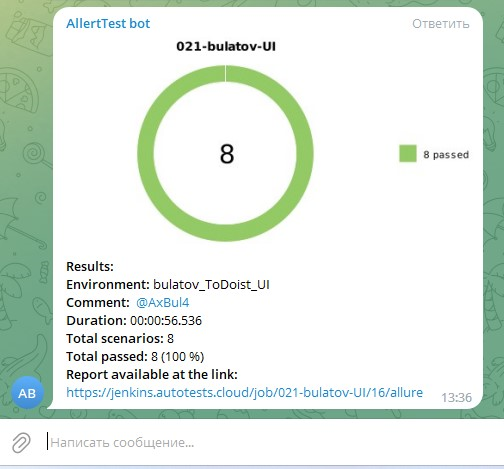 AllertTest bot
Ответить
021-bulatov-UI
8
8 passed
Results:
Environment: bulatov_ToDoist_UI
Comment: @AxBul4
Duration: 00:00:56.536
Total scenarios: 8
Total passed: 8 (100 %)
Report available at the link:
https://jenkins.autotests.cloud/job/021-bulatov-UI/16/allure
AB
13:36
Написать сообщение...